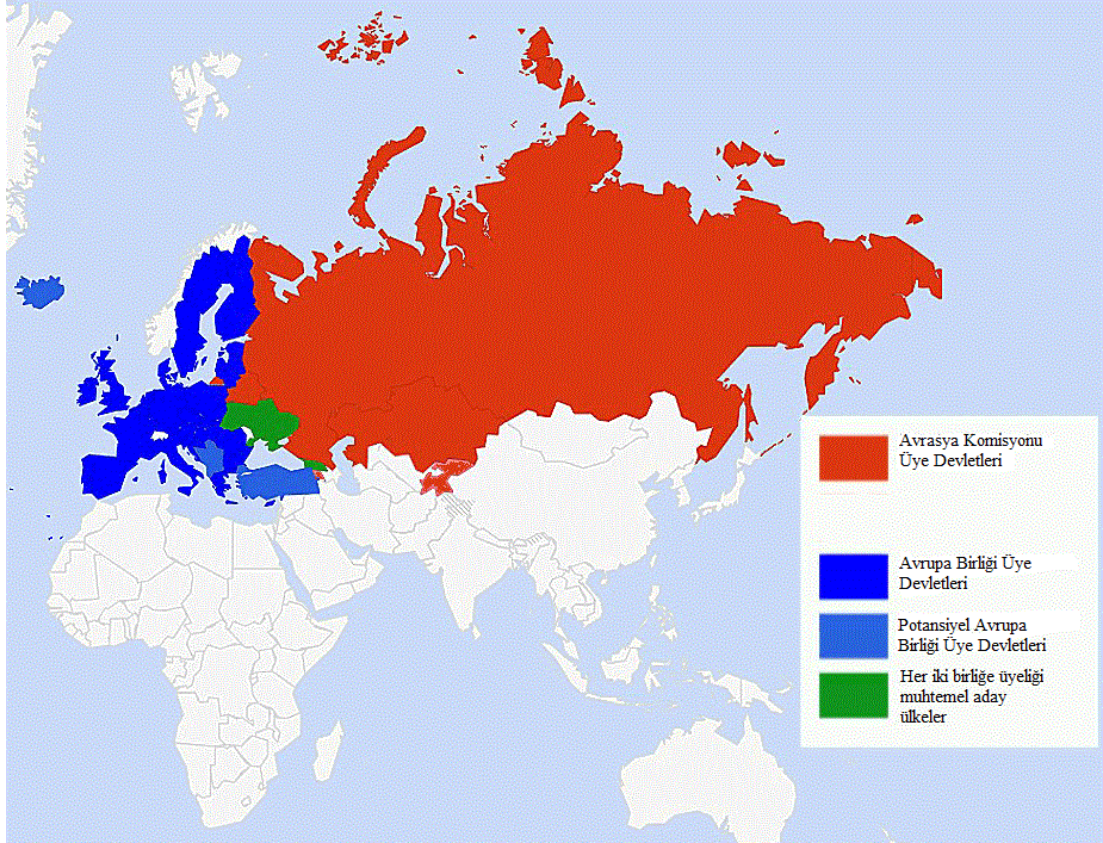 Avrasya Komisyonu
Üye Devletleri
Avrupa Birliği Üye
Devletleri
Potansiyel Avrupa
Birliği Üye Devletleri
Her iki birliğe üyeliği
muhtemel aday
ülkeler